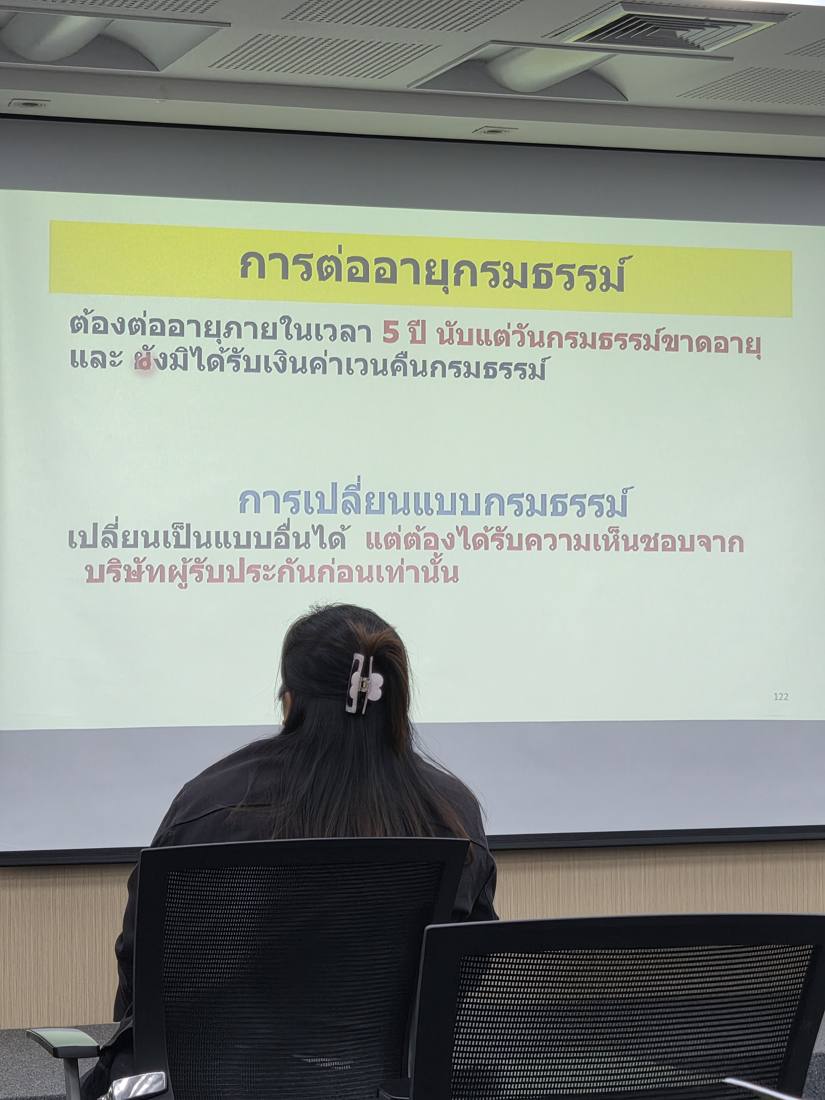 การต่ออายุกรมธรรม์
ต้องต่ออายุภายในเวลา 5 ปี นับแต่วันกรมธรรม์ขาดอายุ
และ ยังมิได้รับเงินค่าเวนคืนกรมธรรม์
การเปลี่ยนแบบกรมธรรม์
เปลี่ยนเป็นแบบอื่นได้ แต่ต้องได้รับความเห็นชอบจาก
บริษัทผู้รับประกันก่อนเท่านั้น
122